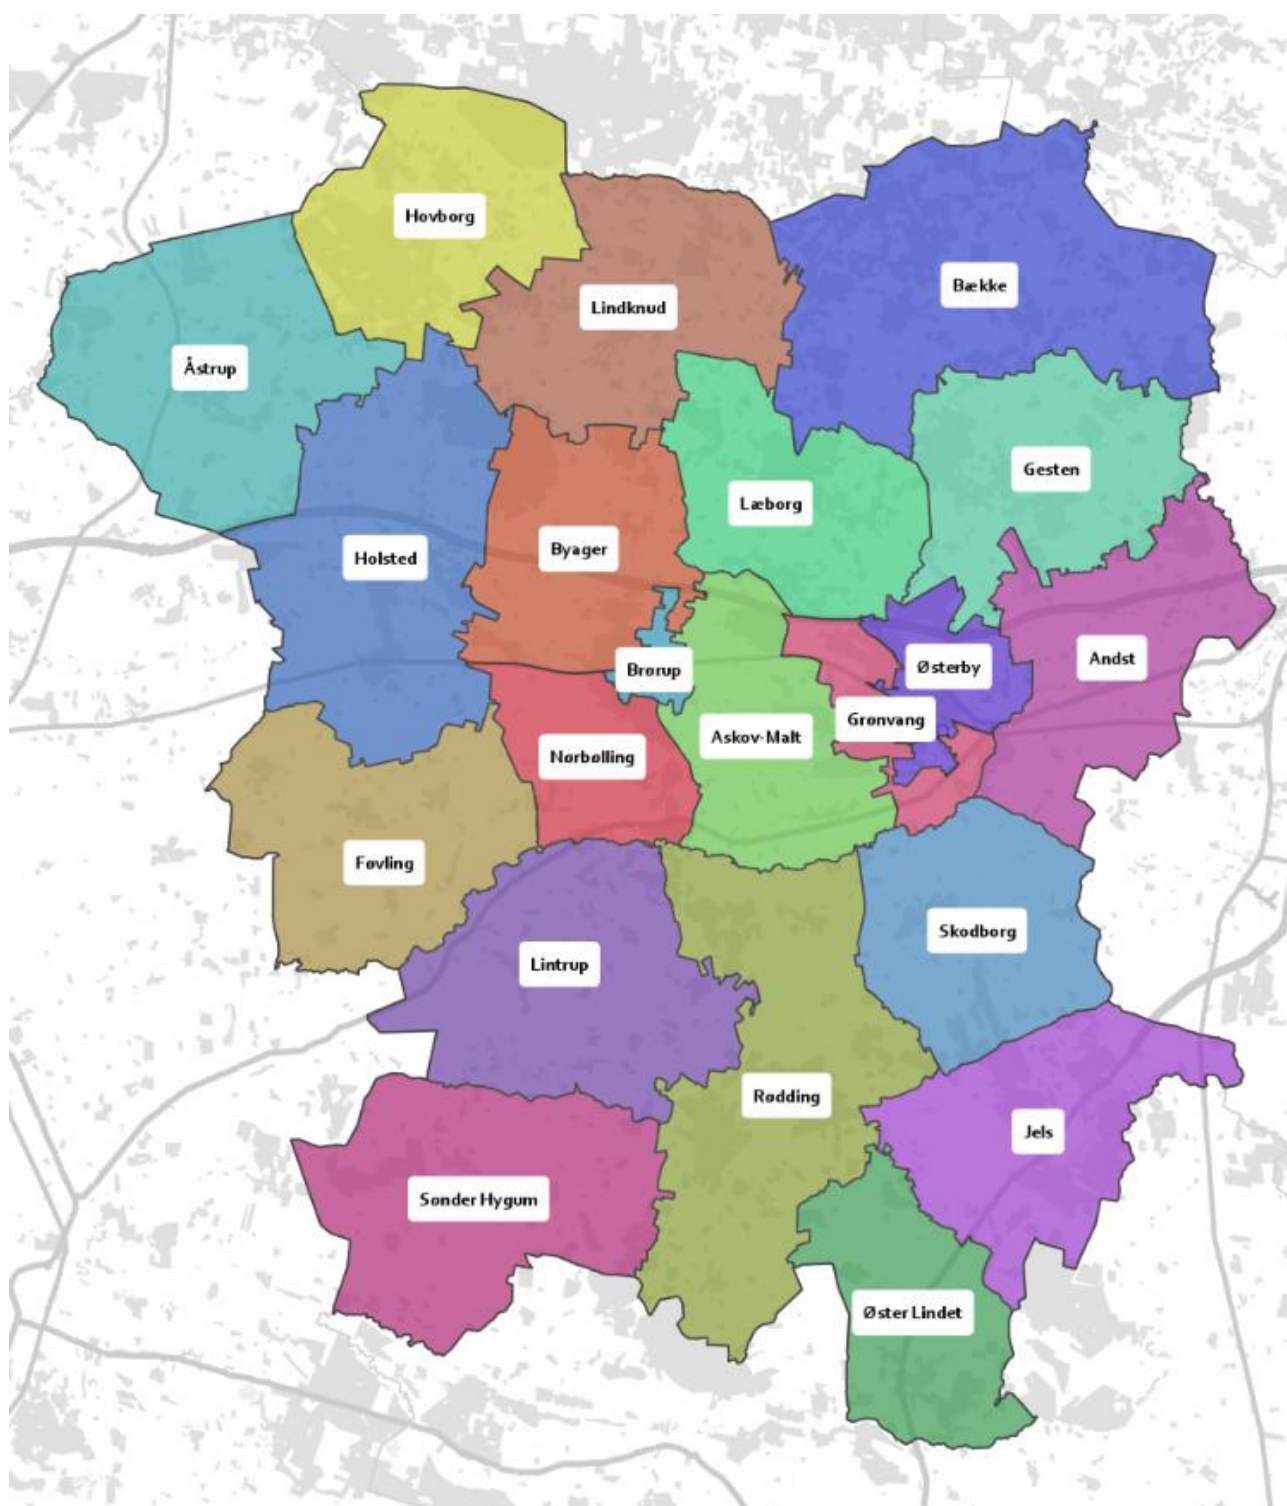 Hovborg
Lindknud
Bække
Åstrup
Gesten
Læborg
Byager
Holsted
Andst
Østerby
Brørup
Grønvang
Askov-Malt
Nørbølling
Føvling
Skodborg
Lintrup
Rødding
Jels
Sønder Hygum
Øster Lindet